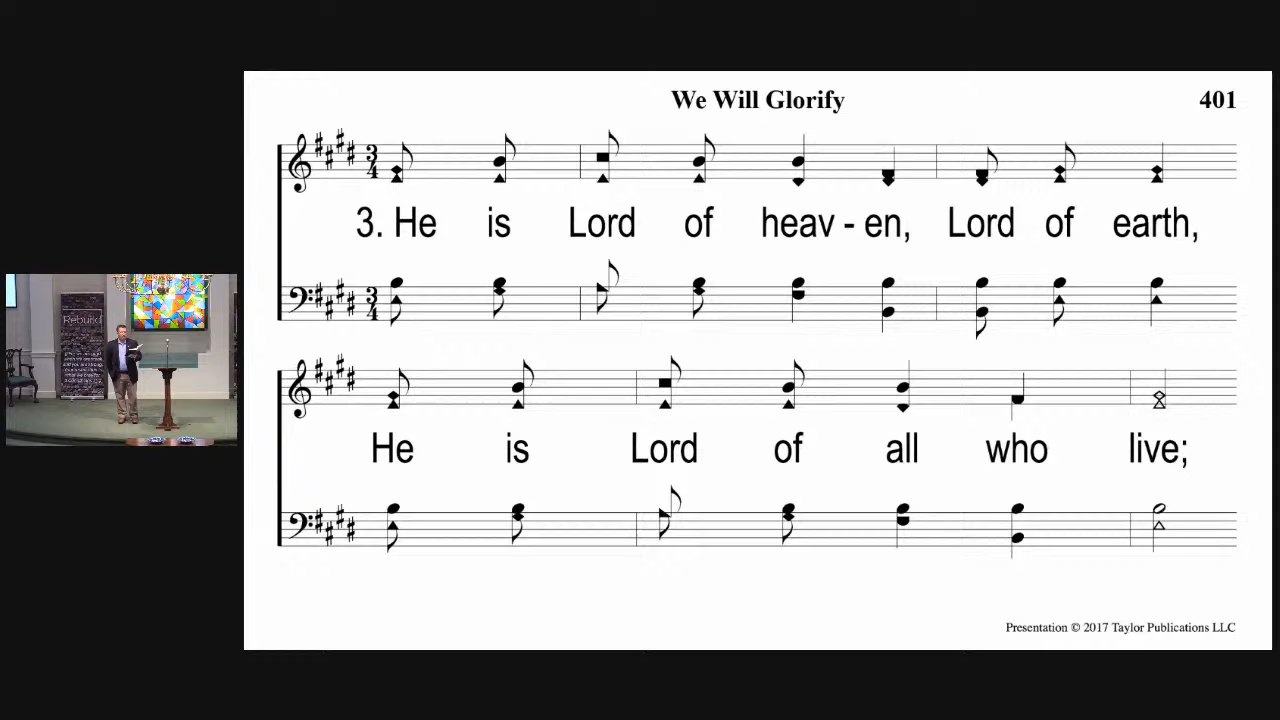 We Will Glorify 401
3. He is Lord of heav - en, Lord of earth,
He is Lord of all who live;
Presentation © 2017 Taylor Publications LLC
Rebuild